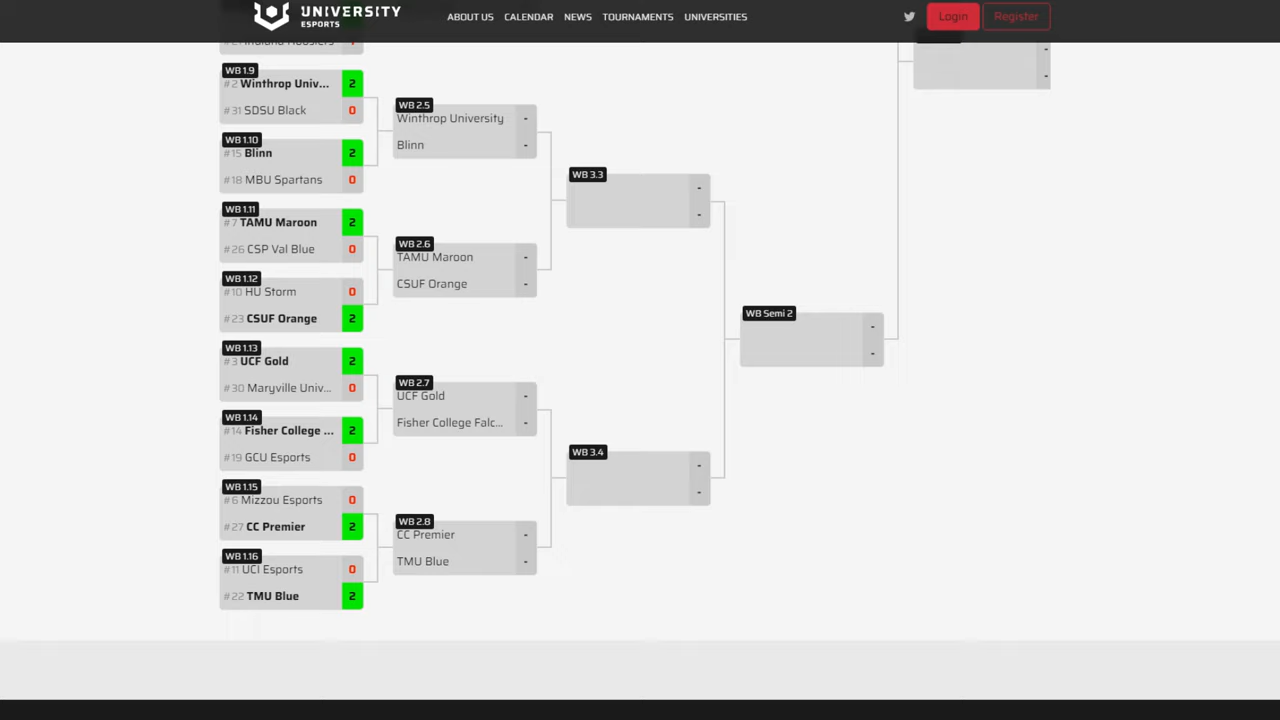 UNIVERSITY
ESPORTS
ABOUT US
CALENDAR
NEWS
TOURNAMENTS
UNIVERSITIES
Login
Register
WB 1.9
#2 Winthrop Univ... 2
#31 SDSU Black 0
WB 1.10
#15 Blinn 2
#18 MBU Spartans 0
WB 1.11
#7 TAMU Maroon 2
#26 CSP Val Blue 0
WB 1.12
#10 HU Storm 0
#23 CSUF Orange 2
WB 1.13
#3 UCF Gold 2
#30 Maryville Univ... 0
WB 1.14
#14 Fisher College ... 2
#19 GCU Esports 0
WB 1.15
#6 Mizzou Esports 0
#27 CC Premier 2
WB 1.16
#11 UCI Esports 0
#22 TMU Blue 2
WB 2.5
Winthrop University -
Blinn -
WB 2.6
TAMU Maroon -
CSUF Orange -
WB 2.7
UCF Gold -
Fisher College Falc... -
WB 2.8
CC Premier -
TMU Blue -
WB 3.3
-
-
WB 3.4
-
-
WB Semi 2
-
-
-
-